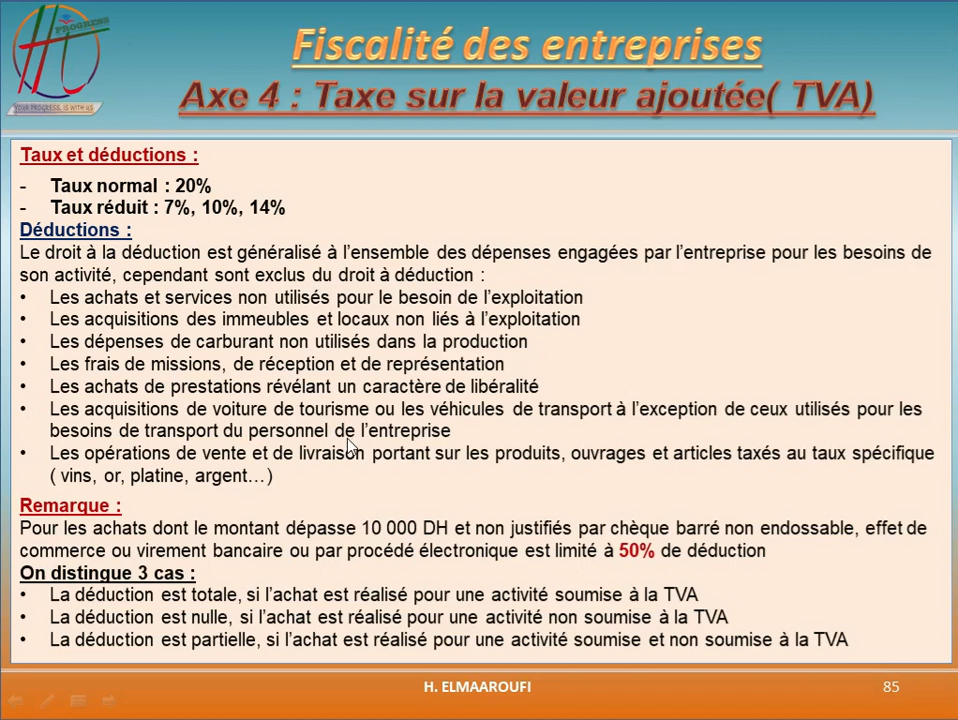 PROGRESS
YOUR PROGRESS, IS WITH US
Fiscalité des entreprises
Axe 4 : Taxe sur la valeur ajoutée( TVA)
Taux et déductions :
- Taux normal : 20%
- Taux réduit : 7%, 10%, 14%
Déductions :
Le droit à la déduction est généralisé à l’ensemble des dépenses engagées par l’entreprise pour les besoins de
son activité, cependant sont exclus du droit à déduction :
• Les achats et services non utilisés pour le besoin de l’exploitation
• Les acquisitions des immeubles et locaux non liés à l’exploitation
• Les dépenses de carburant non utilisés dans la production
• Les frais de missions, de réception et de représentation
• Les achats de prestations révélant un caractère de libéralité
• Les acquisitions de voiture de tourisme ou les véhicules de transport à l’exception de ceux utilisés pour les
besoins de transport du personnel de l’entreprise
• Les opérations de vente et de livraison portant sur les produits, ouvrages et articles taxés au taux spécifique
( vins, or, platine, argent…)
Remarque :
Pour les achats dont le montant dépasse 10 000 DH et non justifiés par chèque barré non endossable, effet de
commerce ou virement bancaire ou par procédé électronique est limité à 50% de déduction
On distingue 3 cas :
• La déduction est totale, si l’achat est réalisé pour une activité soumise à la TVA
• La déduction est nulle, si l’achat est réalisé pour une activité non soumise à la TVA
• La déduction est partielle, si l’achat est réalisé pour une activité soumise et non soumise à la TVA
H. ELMAAROUFI
85